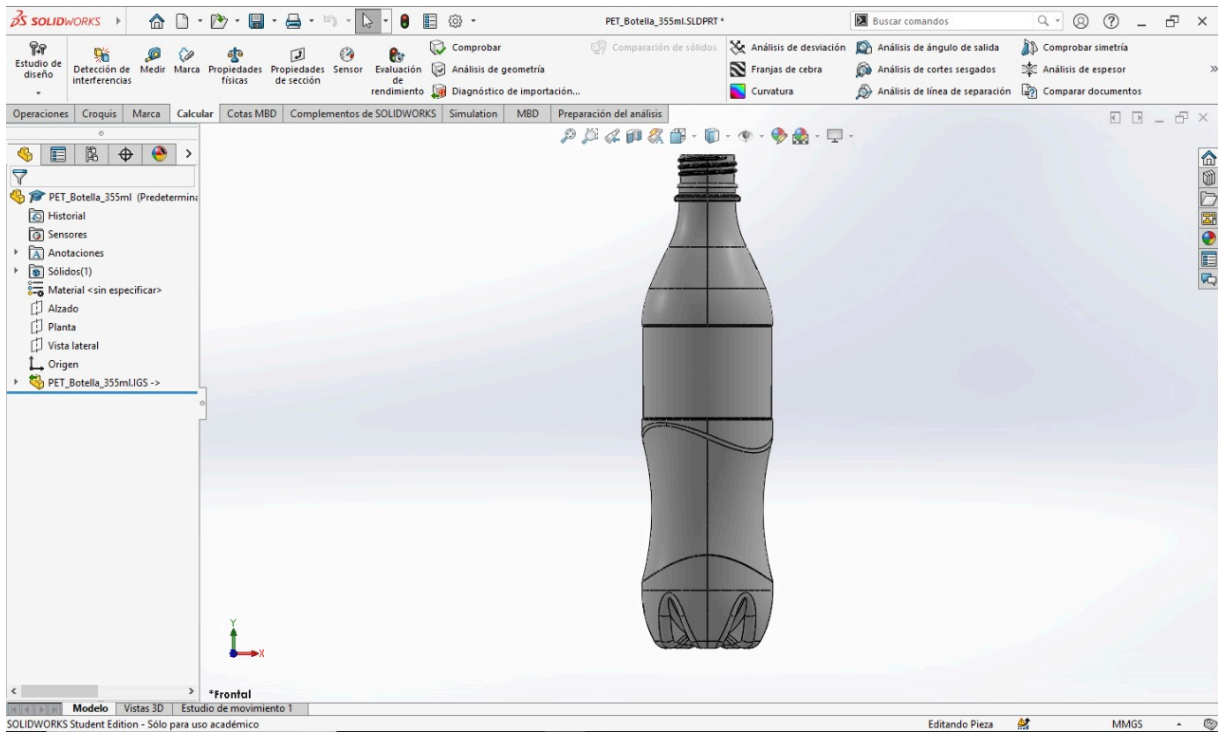 SOLIDWORKS
PET_Botella_355ml.SLDPRT *
Buscar comandos
Estudio de diseño
Detección de interferencias
Medir
Marca
Propiedades físicas
Propiedades de sección
Sensor
Evaluación de rendimiento
Comprobar
Análisis de geometría
Diagnóstico de importación...
Comparación de sólidos
Análisis de desviación
Franjas de cebra
Curvatura
Análisis de ángulo de salida
Análisis de cortes sesgados
Análisis de línea de separación
Comprobar simetría
Análisis de espesor
Comparar documentos
Operaciones Croquis Marca Calcular Cotas MBD Complementos de SOLIDWORKS Simulation MBD Preparación del análisis
PET_Botella_355ml (Predetermina
Historial
Sensores
Anotaciones
Sólidos(1)
Material <sin especificar>
Alzado
Planta
Vista lateral
Origen
PET_Botella_355ml.IGS ->
Y
X
*Frontal
Modelo Vistas 3D Estudio de movimiento 1
SOLIDWORKS Student Edition - Sólo para uso académico
Editando Pieza
MMGS